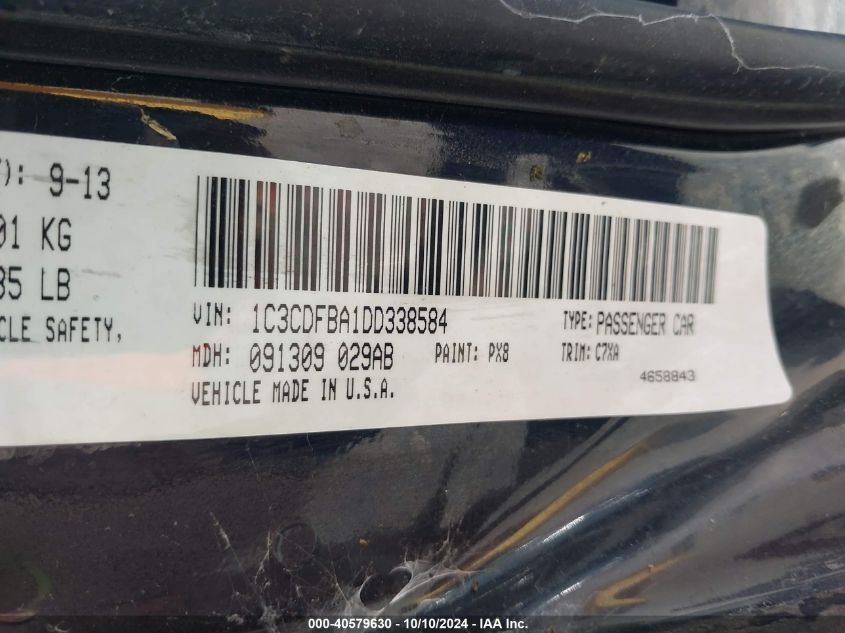 ): 9-13
01 KG
85 LB
CLE SAFETY,
VIN: 1C3CDFBA1DD338584 TYPE: PASSENGER CAR
MDH: 091309 029AB PAINT: PX8 TRIM: C7XA
VEHICLE MADE IN U.S.A. 4658843
000-40579630 - 10/10/2024 - IAA Inc.